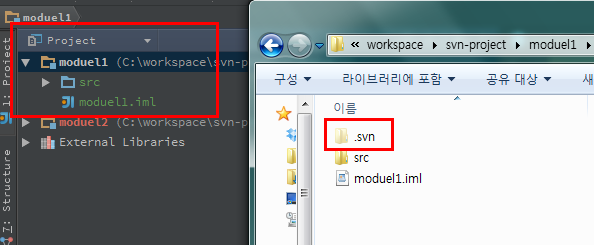 moduel1
1: Project
7: Structure
Project
moduel1 (C:\workspace\svn-p
src
moduel1.iml
moduel2 (C:\workspace\svn-p
External Libraries
workspace ▸ svn-project ▸ moduel1
구성
라이브러리에 포함
공유 대상
새
이름
.svn
src
moduel1.iml